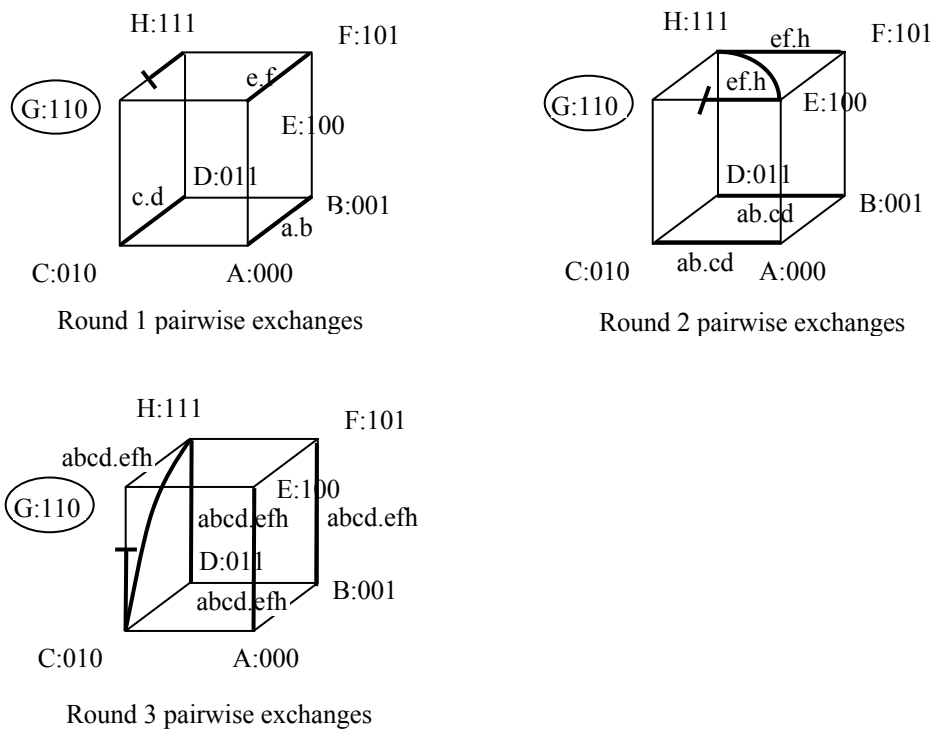 H:111
F:101
e.f
G:110
E:100
D:011
c.d
B:001
a.b
C:010
A:000
Round 1 pairwise exchanges
H:111
ef.h
F:101
ef.h
G:110
E:100
D:011
B:001
ab.cd
C:010
ab.cd
A:000
Round 2 pairwise exchanges
H:111
F:101
abcd.efh
E:100
G:110
abcd.efh
abcd.efh
D:011
B:001
abcd.efh
C:010
A:000
Round 3 pairwise exchanges